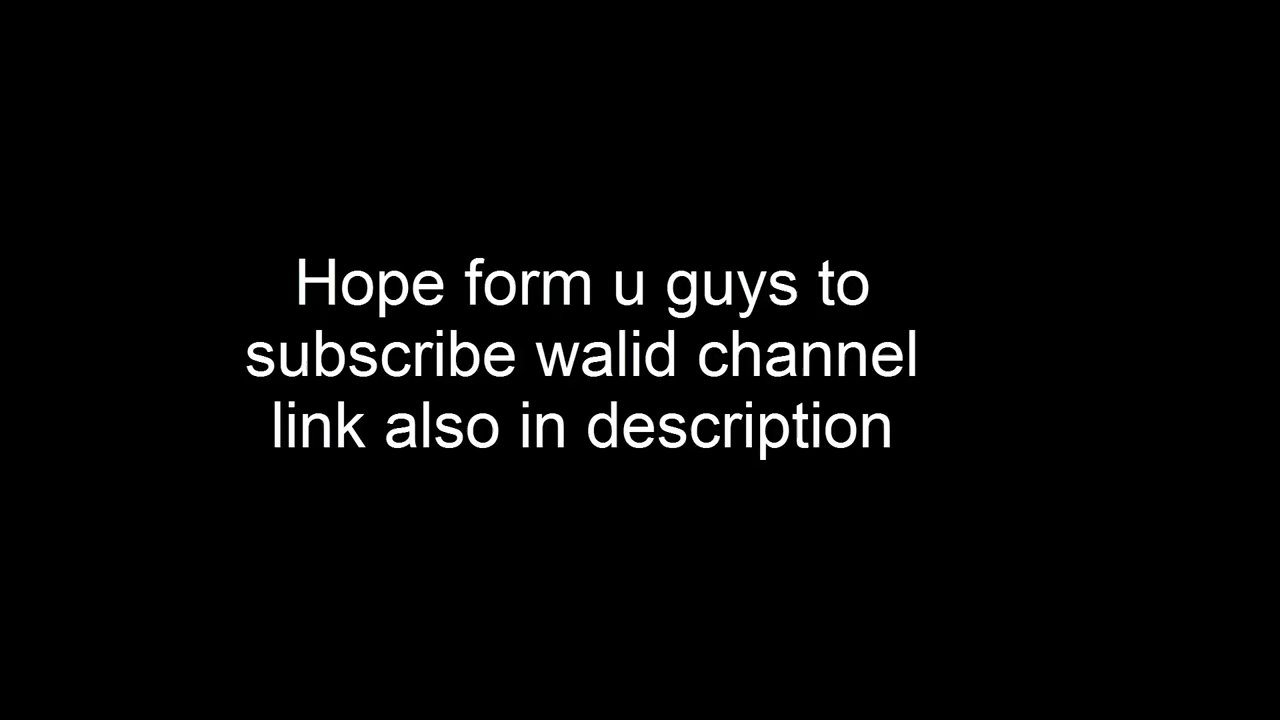 Hope form u guys to
subscribe walid channel
link also in description